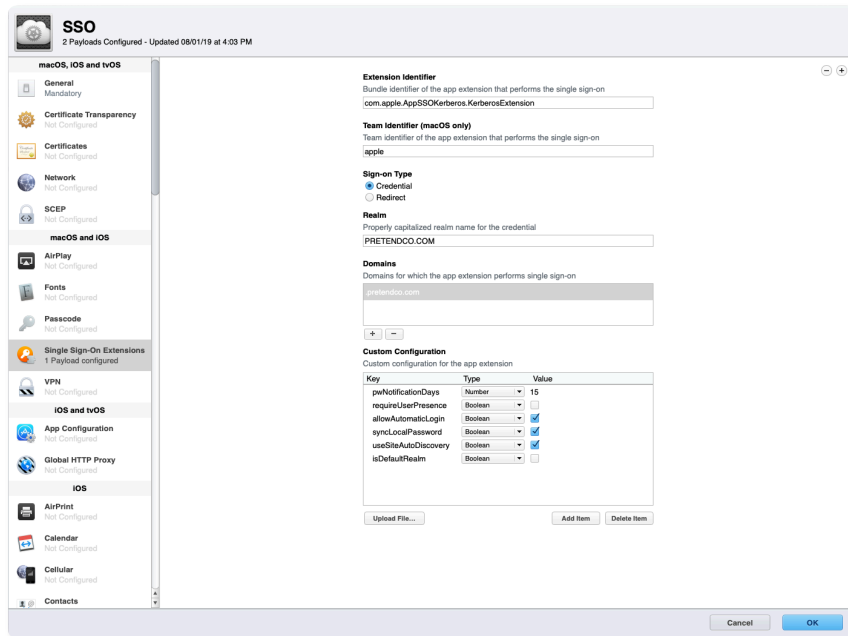 SSO
2 Payloads Configured - Updated 08/01/19 at 4:03 PM
macOS, iOS and tvOS
General
Mandatory
Certificate Transparency
Not Configured
Certificates
Not Configured
Network
Not Configured
SCEP
Not Configured
macOS and iOS
AirPlay
Not Configured
Fonts
Not Configured
Passcode
Not Configured
Single Sign-On Extensions
1 Payload configured
VPN
Not Configured
iOS and tvOS
App Configuration
Not Configured
Global HTTP Proxy
Not Configured
iOS
AirPrint
Not Configured
Calendar
Not Configured
Cellular
Not Configured
Contacts
Extension Identifier
Bundle identifier of the app extension that performs the single sign-on
com.apple.AppSSOKerberos.KerberosExtension
Team Identifier (macOS only)
Team identifier of the app extension that performs the single sign-on
apple
Sign-on Type
Credential
Redirect
Realm
Properly capitalized realm name for the credential
PRETENDCO.COM
Domains
Domains for which the app extension performs single sign-on
.pretendco.com
+ −
Custom Configuration
Custom configuration for the app extension
Key Type Value
pwNotificationDays Number 15
requireUserPresence Boolean
allowAutomaticLogin Boolean
syncLocalPassword Boolean
useSiteAutoDiscovery Boolean
isDefaultRealm Boolean
Upload File... Add Item Delete Item
Cancel OK